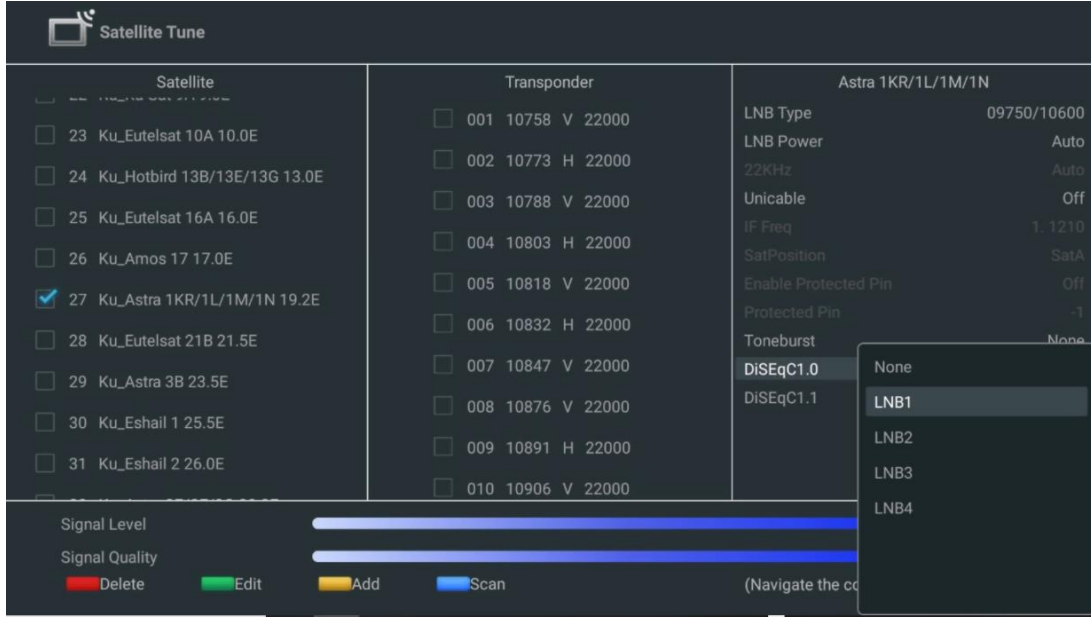 Satellite Tune
Satellite
23 Ku_Eutelsat 10A 10.0E
24 Ku_Hotbird 13B/13E/13G 13.0E
25 Ku_Eutelsat 16A 16.0E
26 Ku_Amos 17 17.0E
27 Ku_Astra 1KR/1L/1M/1N 19.2E
28 Ku_Eutelsat 21B 21.5E
29 Ku_Astra 3B 23.5E
30 Ku_Eshail 1 25.5E
31 Ku_Eshail 2 26.0E
Transponder
001 10758 V 22000
002 10773 H 22000
003 10788 V 22000
004 10803 H 22000
005 10818 V 22000
006 10832 H 22000
007 10847 V 22000
008 10876 V 22000
009 10891 H 22000
010 10906 V 22000
Astra 1KR/1L/1M/1N
LNB Type 09750/10600
LNB Power Auto
22KHz Auto
Unicable Off
IF Freq 1. 1210
SatPosition SatA
Enable Protected Pin Off
Protected Pin -1
Toneburst None
DiSEqC1.0
DiSEqC1.1
None
LNB1
LNB2
LNB3
LNB4
Signal Level
Signal Quality
Delete Edit Add Scan (Navigate the